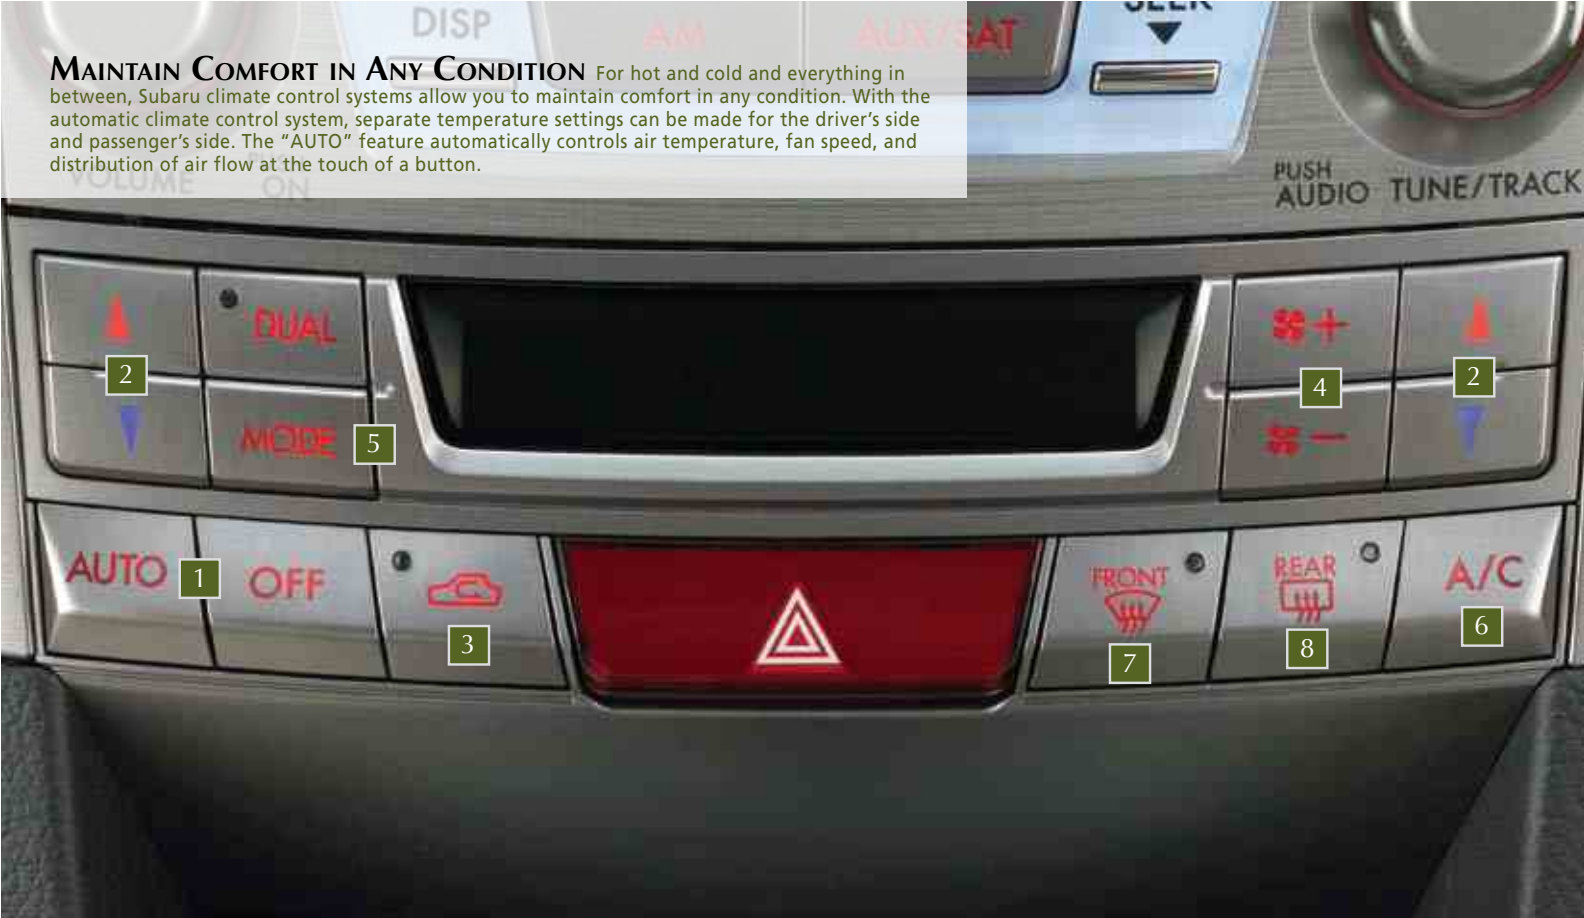 DISP
AM
AUX/SAT
SEEK
MAINTAIN COMFORT IN ANY CONDITION For hot and cold and everything in
between, Subaru climate control systems allow you to maintain comfort in any condition. With the
automatic climate control system, separate temperature settings can be made for the driver's side
and passenger's side. The “AUTO” feature automatically controls air temperature, fan speed, and
distribution of air flow at the touch of a button.
VOLUME
ON
PUSH
AUDIO TUNE/TRACK
DUAL
2
4
2
MODE
5
AUTO
1
OFF
3
FRONT
7
REAR
8
A/C
6